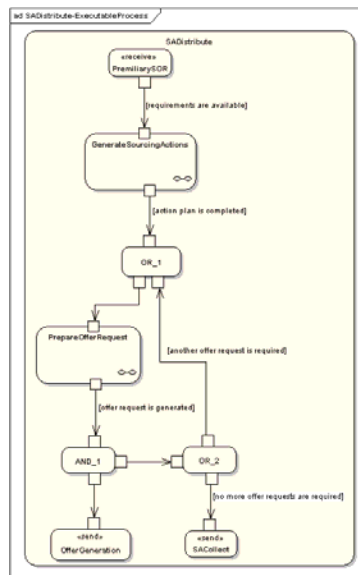 ad SADistribute-ExecutableProcess
SADistribute
«receive»
PremiliarySOR
[requirements are available]
GenerateSourcingActions
[action plan is completed]
OR_1
PrepareOfferRequest
[another offer request is required]
[offer request is generated]
AND_1
OR_2
[no more offer requests are required]
«send»
OfferGeneration
«send»
SACollect